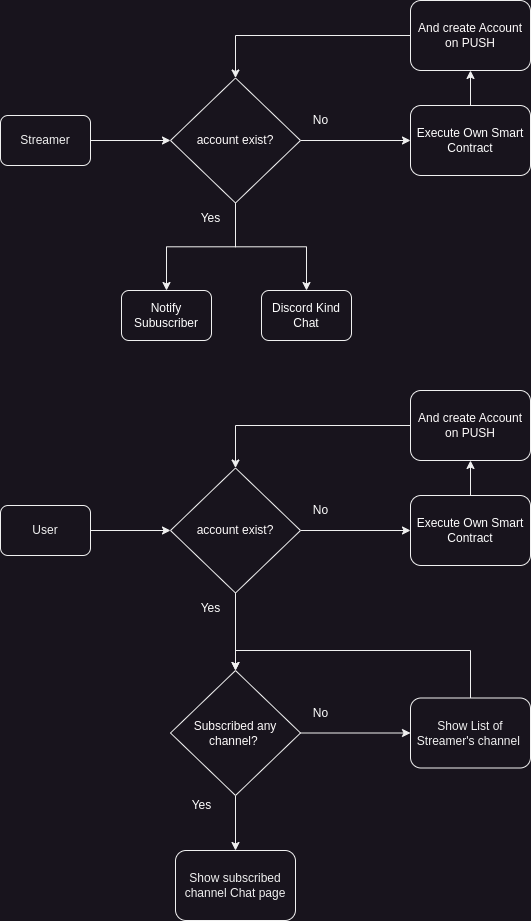 And create Account
on PUSH
Streamer
account exist?
No
Execute Own Smart
Contract
Yes
Notify
Subuscriber
Discord Kind
Chat
And create Account
on PUSH
User
account exist?
No
Execute Own Smart
Contract
Yes
Subscribed any
channel?
No
Show List of
Streamer's channel
Yes
Show subscribed
channel Chat page